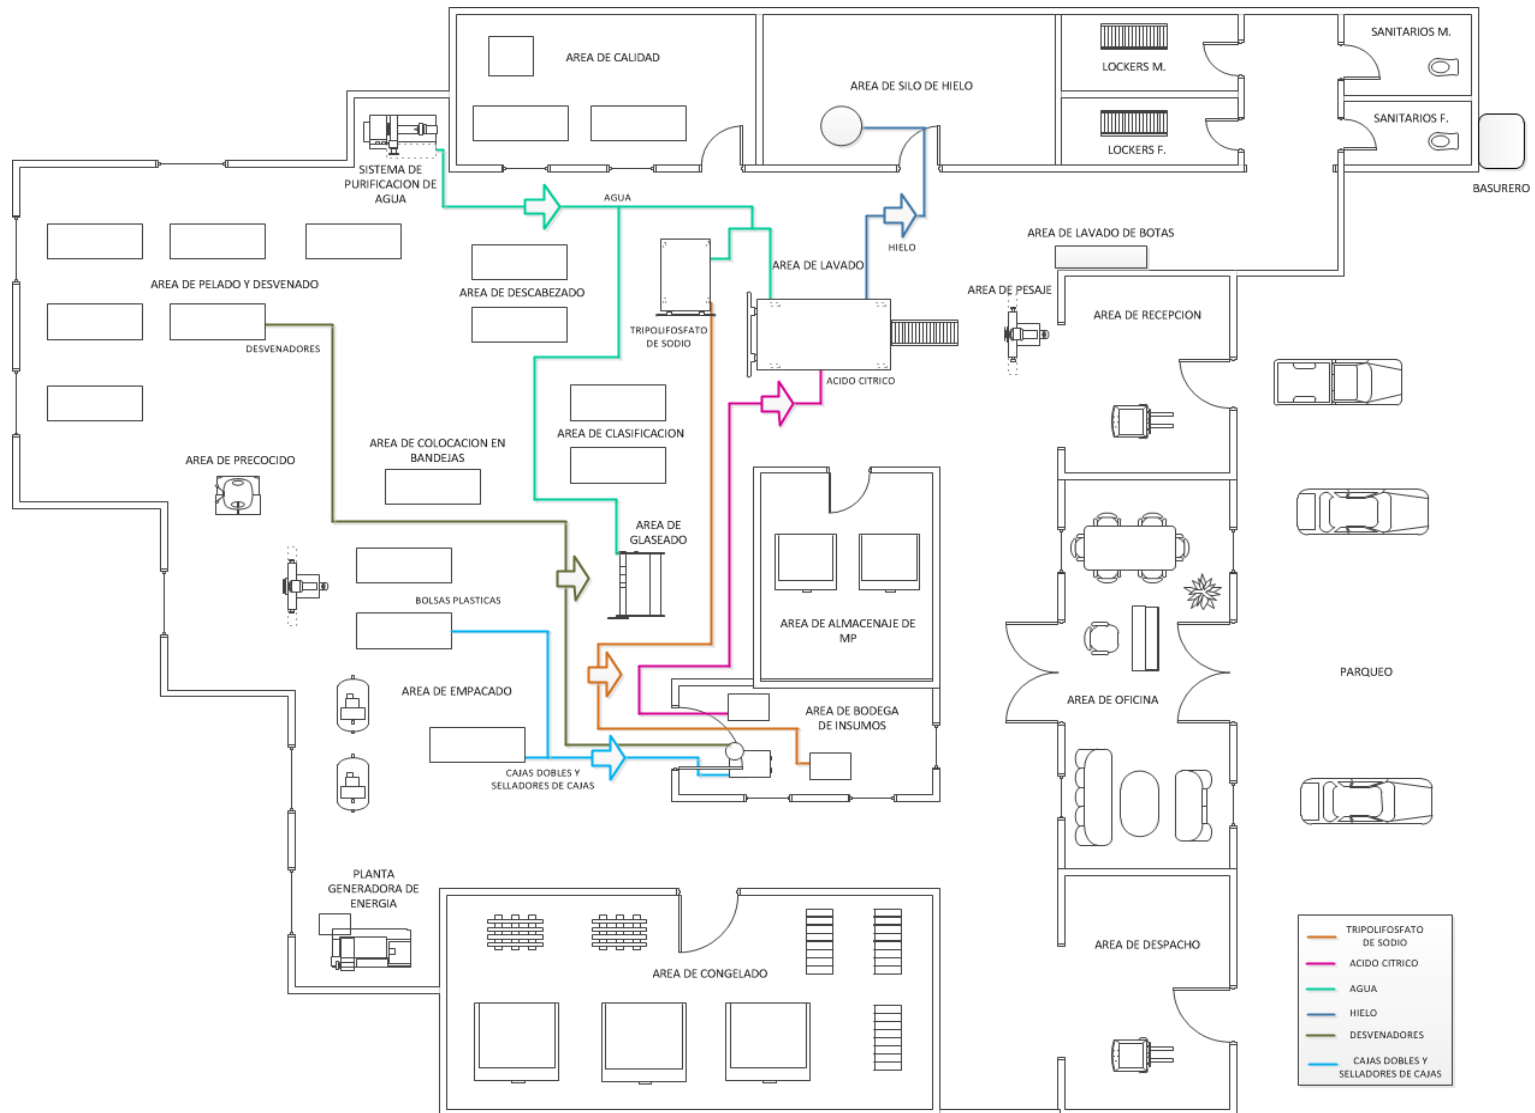 SANITARIOS M.
AREA DE CALIDAD
LOCKERS M.
AREA DE SILO DE HIELO
SANITARIOS F.
LOCKERS F.
SISTEMA DE
PURIFICACION DE
AGUA
BASURERO
AGUA
AREA DE LAVADO DE BOTAS
HIELO
AREA DE LAVADO
AREA DE PELADO Y DESVENADO
AREA DE DESCABEZADO
AREA DE PESAJE
AREA DE RECEPCION
TRIPOLIFOSFATO
DE SODIO
DESVENADORES
ACIDO CITRICO
AREA DE CLASIFICACION
AREA DE COLOCACION EN
BANDEJAS
AREA DE PRECOCIDO
AREA DE
GLASEADO
BOLSAS PLASTICAS
AREA DE ALMACENAJE DE
MP
PARQUEO
AREA DE EMPACADO
AREA DE OFICINA
AREA DE BODEGA
DE INSUMOS
CAJAS DOBLES Y
SELLADORES DE CAJAS
PLANTA
GENERADORA DE
ENERGIA
AREA DE CONGELADO
AREA DE DESPACHO
TRIPOLIFOSFATO
DE SODIO
ACIDO CITRICO
AGUA
HIELO
DESVENADORES
CAJAS DOBLES Y
SELLADORES DE CAJAS